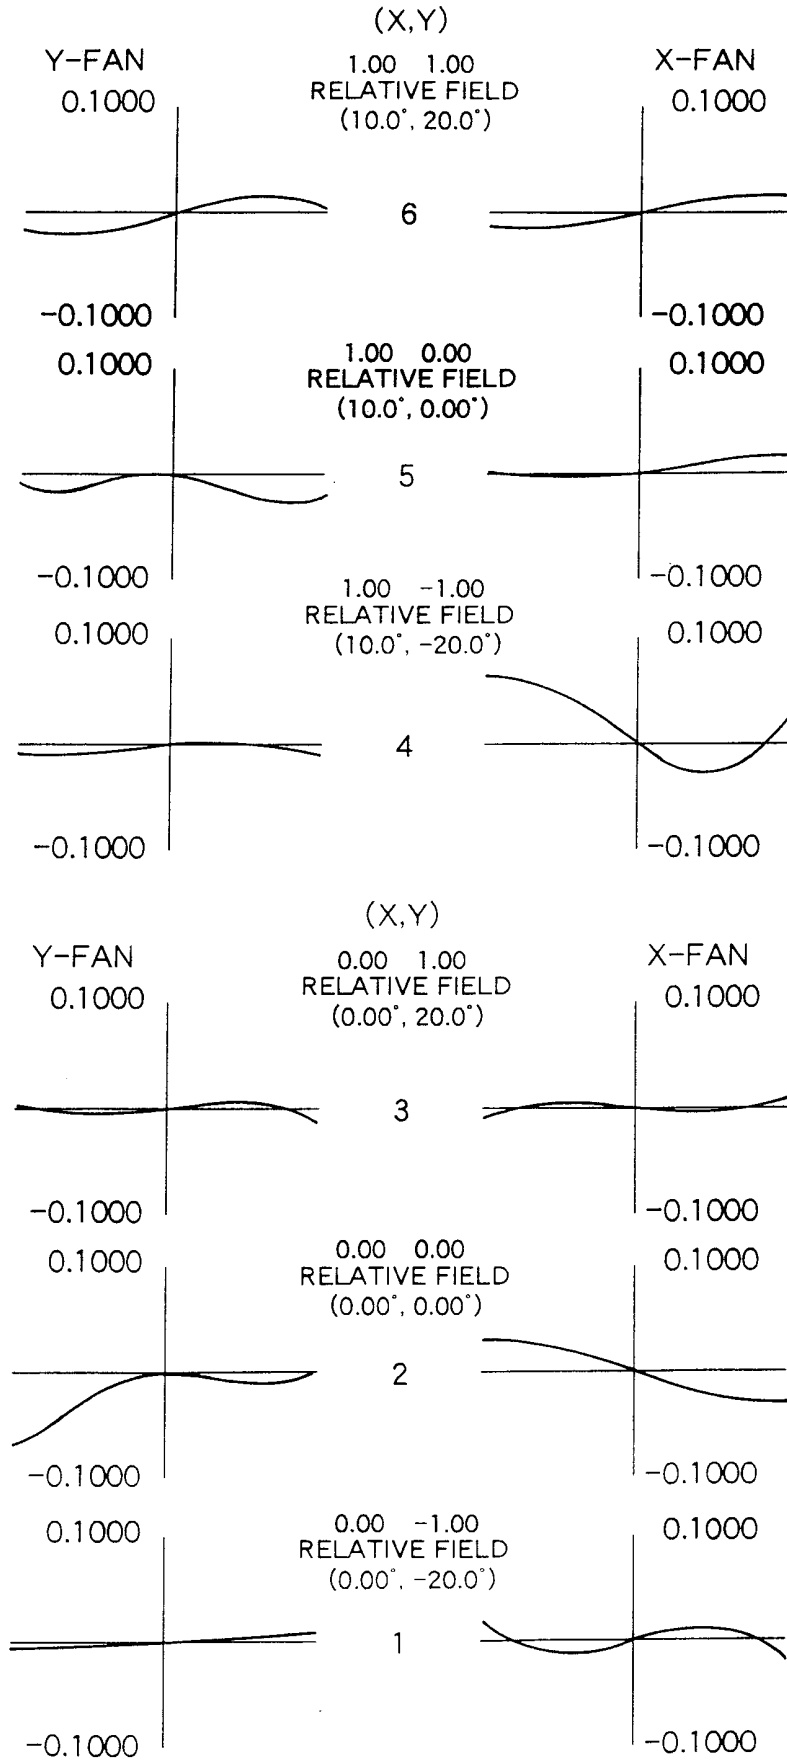 (X,Y)
Y-FAN 1.00 1.00 X-FAN
0.1000 RELATIVE FIELD 0.1000
(10.0°, 20.0°)
6
-0.1000 -0.1000
1.00 0.00
0.1000 RELATIVE FIELD 0.1000
(10.0°, 0.00°)
5
-0.1000 -0.1000
1.00 -1.00
0.1000 RELATIVE FIELD 0.1000
(10.0°, -20.0°)
4
-0.1000 -0.1000
(X,Y)
Y-FAN 0.00 1.00 X-FAN
0.1000 RELATIVE FIELD 0.1000
(0.00°, 20.0°)
3
-0.1000 -0.1000
0.00 0.00
0.1000 RELATIVE FIELD 0.1000
(0.00°, 0.00°)
2
-0.1000 -0.1000
0.00 -1.00
0.1000 RELATIVE FIELD 0.1000
(0.00°, -20.0°)
1
-0.1000 -0.1000